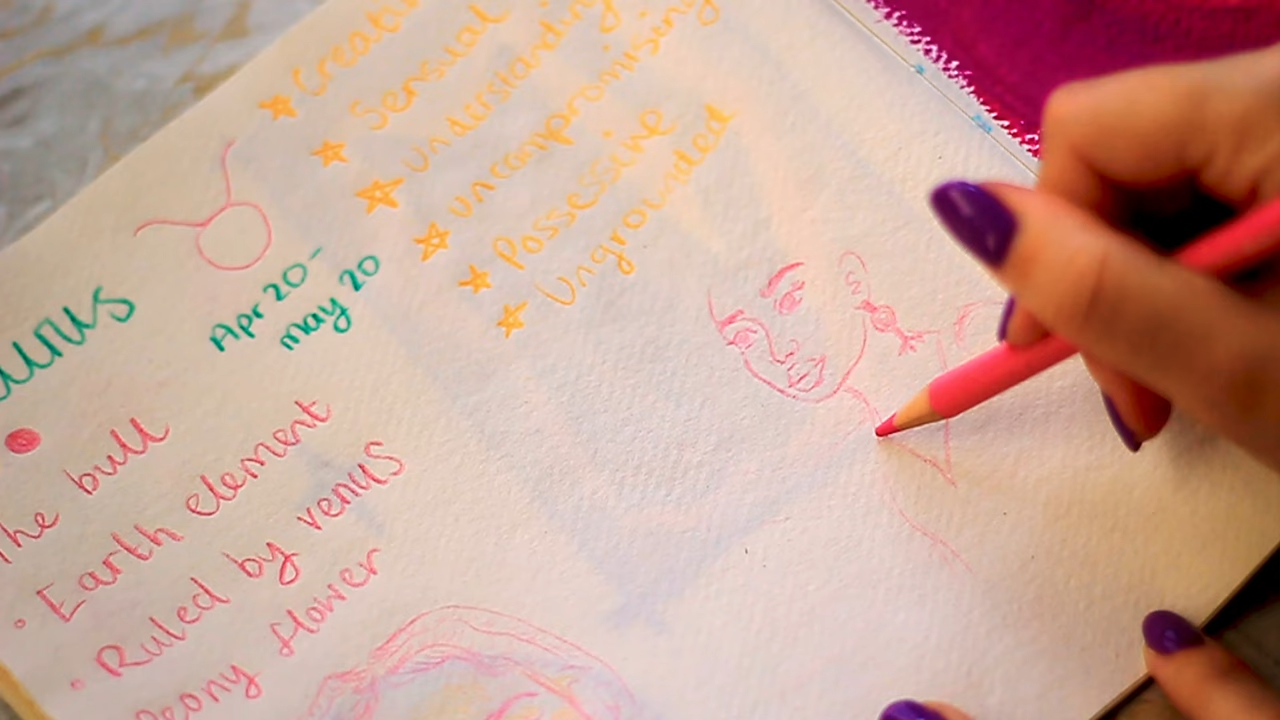 Sensual
Understanding
uncompromising
Possessive
Ungrounded
Apr 20-
may 20
The bull
Earth element
Ruled by venus
Peony flower